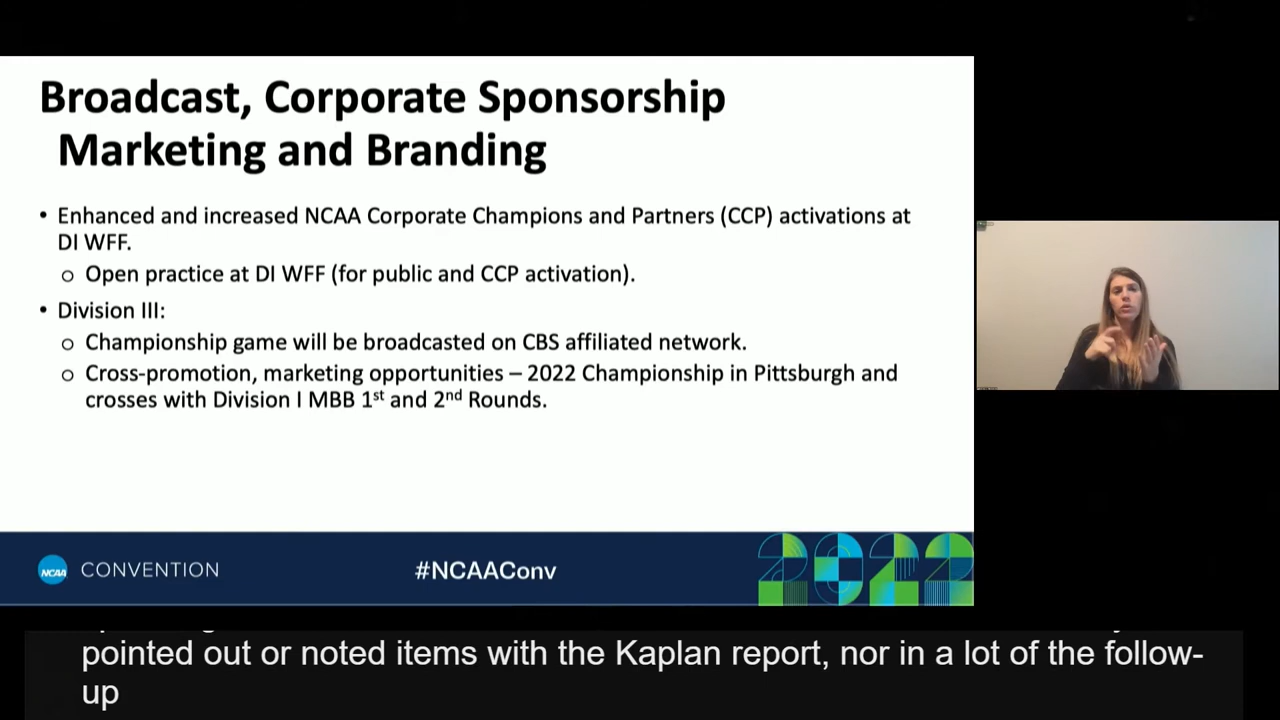 Broadcast, Corporate Sponsorship
Marketing and Branding
• Enhanced and increased NCAA Corporate Champions and Partners (CCP) activations at
DI WFF.
o Open practice at DI WFF (for public and CCP activation).
• Division III:
o Championship game will be broadcasted on CBS affiliated network.
o Cross-promotion, marketing opportunities – 2022 Championship in Pittsburgh and
crosses with Division I MBB 1st and 2nd Rounds.
NCAA CONVENTION
#NCAAConv
2022
pointed out or noted items with the Kaplan report, nor in a lot of the follow-
up